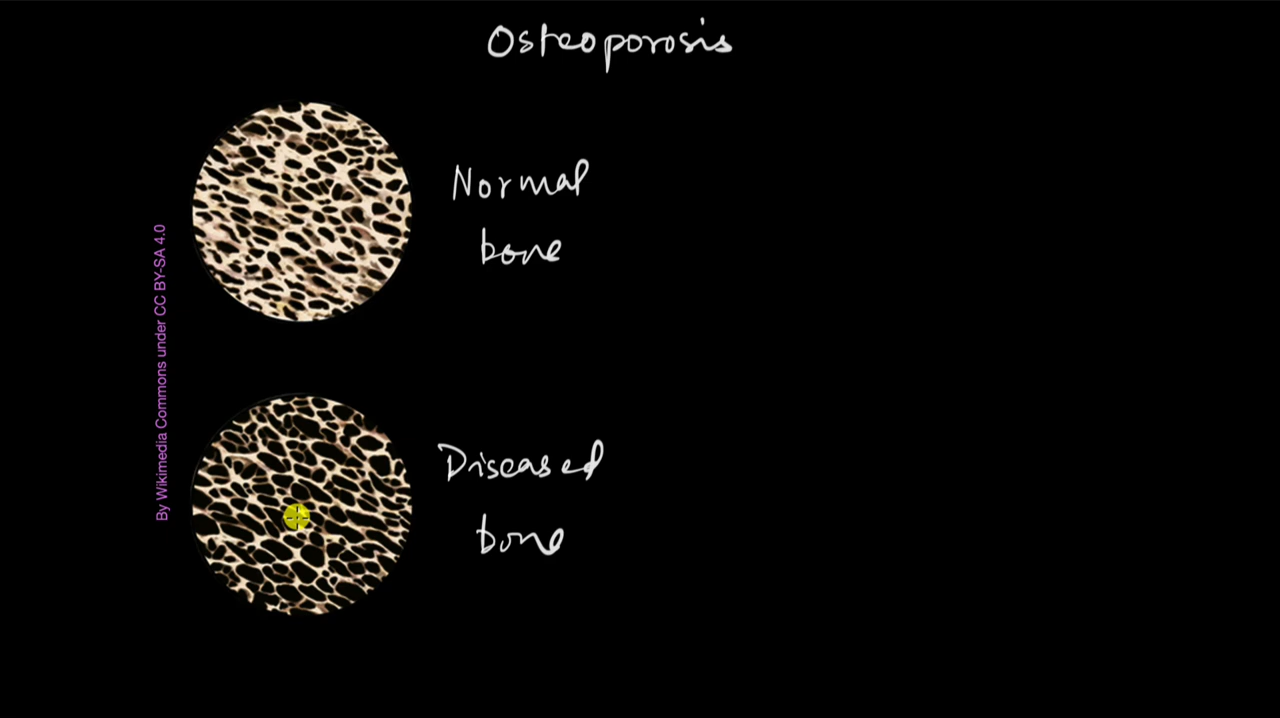 Osteoporosis
Normal
bone
By Wikimedia Commons under CC BY-SA 4.0
Diseased
bone